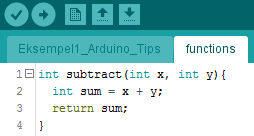 Eksempel1_Arduino_Tips functions
1 int subtract(int x, int y){
2 int sum = x + y;
3 return sum;
4 }